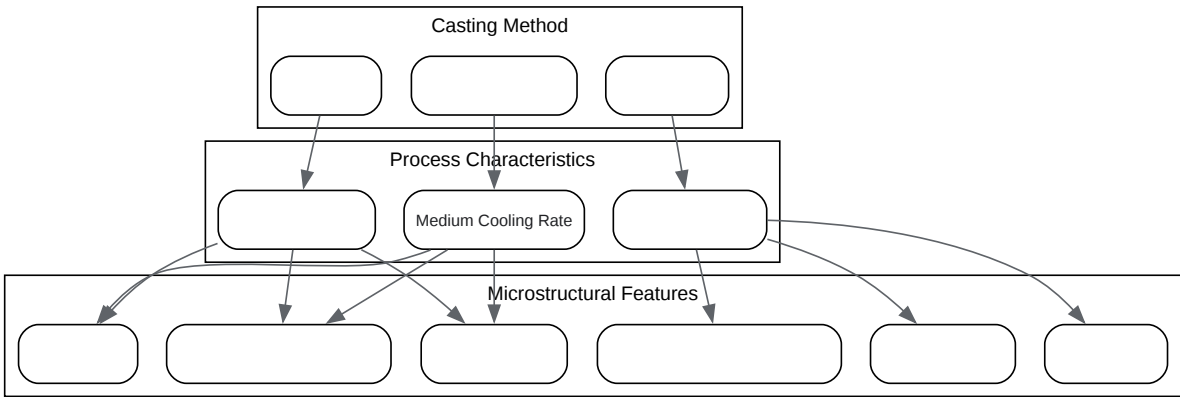 Casting Method
Process Characteristics
Medium Cooling Rate
Microstructural Features